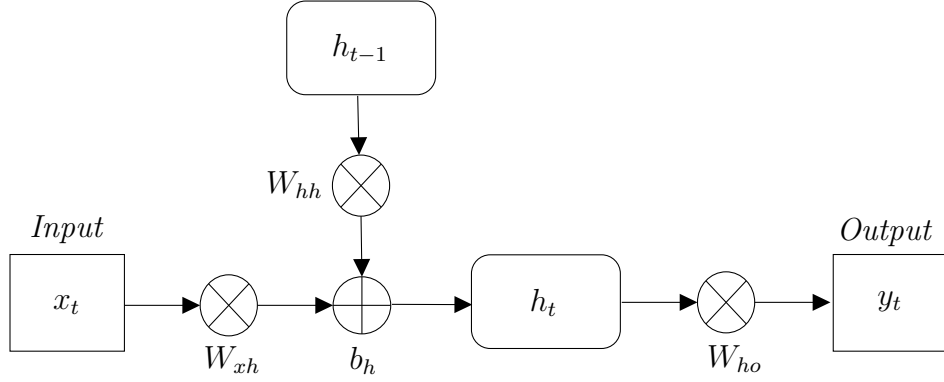 h_{t−1}
W_{hh}
Input
Output
x_t
h_t
y_t
W_{xh}
b_h
W_{ho}